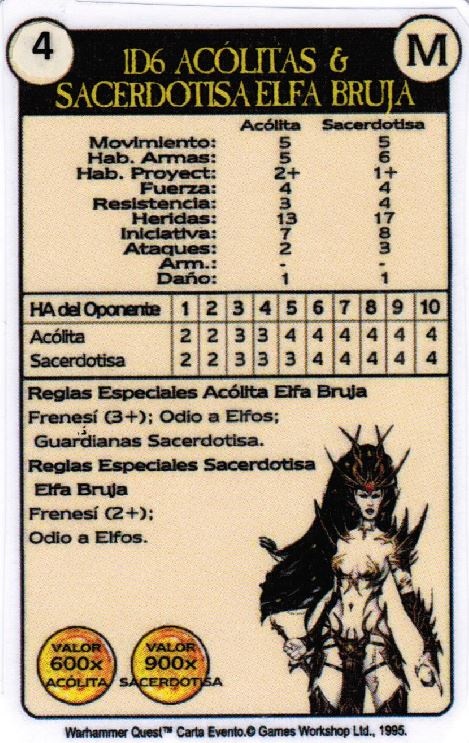 4
M
1D6 ACÓLITAS &
SACERDOTISA ELFA BRUJA
Acólita Sacerdotisa
Movimiento: 5 5
Hab. Armas: 5 6
Hab. Proyect: 2+ 1+
Fuerza: 4 4
Resistencia: 3 4
Heridas: 13 17
Iniciativa: 7 8
Ataques: 2 3
Arm.: - -
Daño: 1 1
HA del Oponente 1 2 3 4 5 6 7 8 9 10
Acólita 2 2 3 3 4 4 4 4 4 4
Sacerdotisa 2 2 3 3 3 4 4 4 4 4
Reglas Especiales Acólita Elfa Bruja
Frenesí (3+); Odio a Elfos;
Guardianas Sacerdotisa.
Reglas Especiales Sacerdotisa
Elfa Bruja
Frenesí (2+);
Odio a Elfos.
VALOR
600x
ACÓLITA
VALOR
900x
SACERDOTISA
Warhammer Quest™ Carta Evento.© Games Workshop Ltd., 1995.